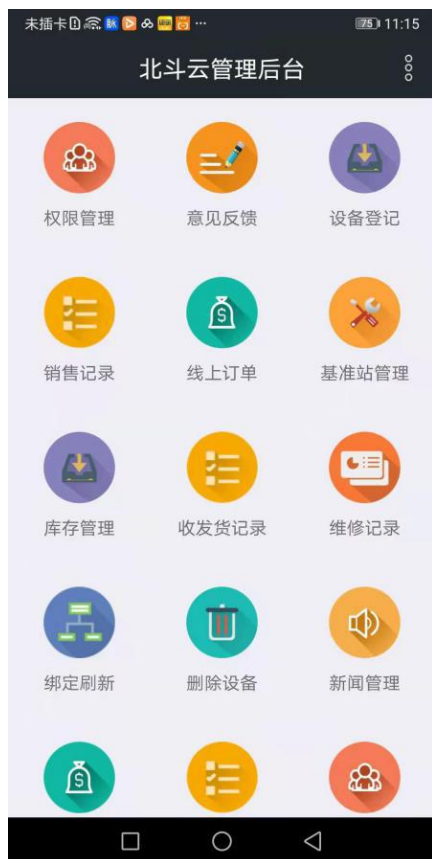 未插卡 75 11:15
北斗云管理后台
权限管理 意见反馈 设备登记
销售记录 线上订单 基准站管理
库存管理 收发货记录 维修记录
绑定刷新 删除设备 新闻管理